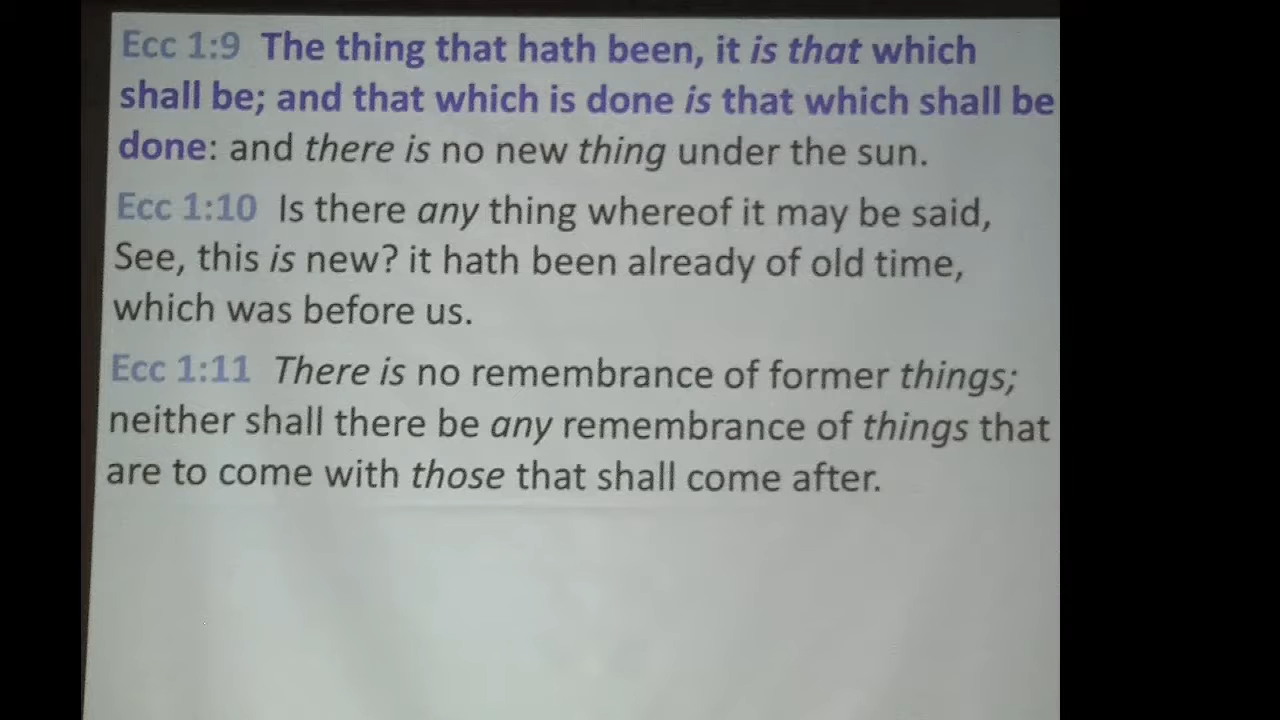 Ecc 1:9 The thing that hath been, it is that which
shall be; and that which is done is that which shall be
done: and there is no new thing under the sun.
Ecc 1:10 Is there any thing whereof it may be said,
See, this is new? it hath been already of old time,
which was before us.
Ecc 1:11 There is no remembrance of former things;
neither shall there be any remembrance of things that
are to come with those that shall come after.